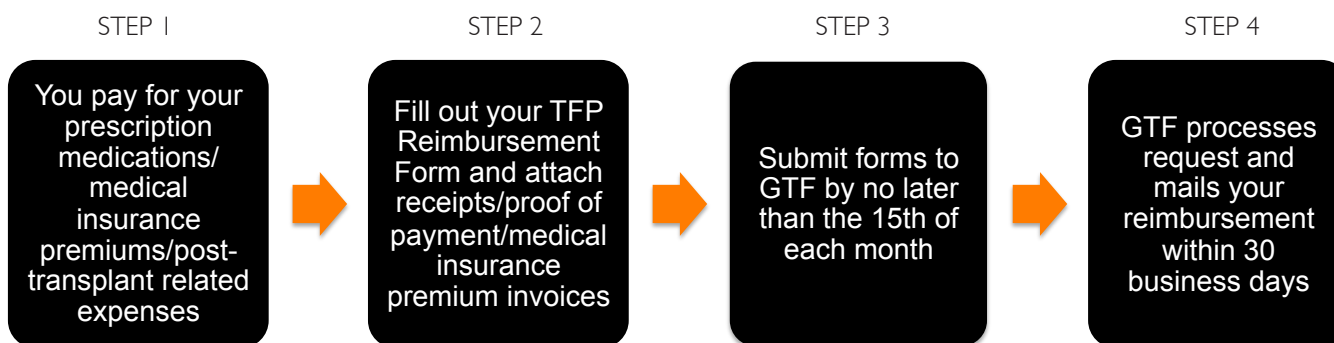 STEP 1
You pay for your
prescription
medications/
medical
insurance
premiums/post-
transplant related
expenses
STEP 2
Fill out your TFP
Reimbursement
Form and attach
receipts/proof of
payment/medical
insurance
premium invoices
STEP 3
Submit forms to
GTF by no later
than the 15th of
each month
STEP 4
GTF processes
request and
mails your
reimbursement
within 30
business days